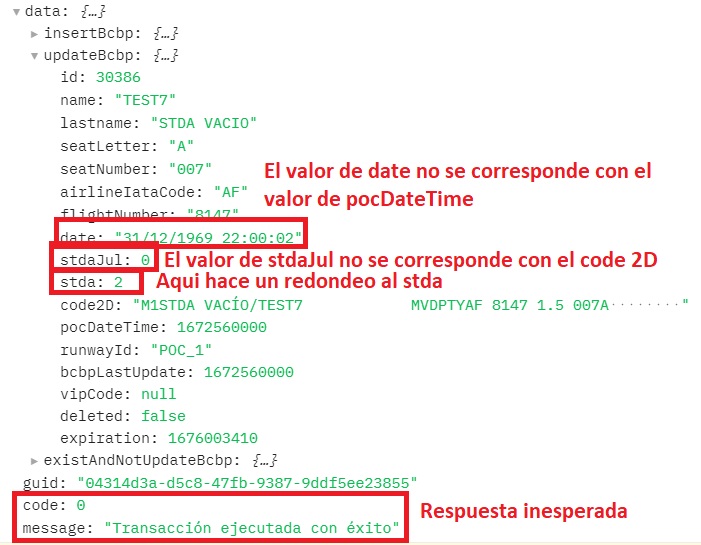 ▾ data: {…}
▸ insertBcbp: {…}
▾ updateBcbp: {…}
id: 30386
name: "TEST7"
lastname: "STDA VACIO"
seatLetter: "A"
seatNumber: "007"
airlineIataCode: "AF"
El valor de date no se corresponde con el
valor de pocDateTime
flightNumber: "8147"
date: "31/12/1969 22:00:02"
stdaJul: 0 El valor de stdaJul no se corresponde con el code 2D
stda: 2 Aqui hace un redondeo al stda
code2D: "M1STDA VACÍO/TEST7 MVDPTYAF 8147 1.5 007A········"
pocDateTime: 1672560000
runwayId: "POC_1"
bcbpLastUpdate: 1672560000
vipCode: null
deleted: false
expiration: 1676003410
▸ existAndNotUpdateBcbp: {…}
guid: "04314d3a-d5c8-47fb-9387-9ddf5ee23855"
code: 0
message: "Transacción ejecutada con éxito"
Respuesta inesperada